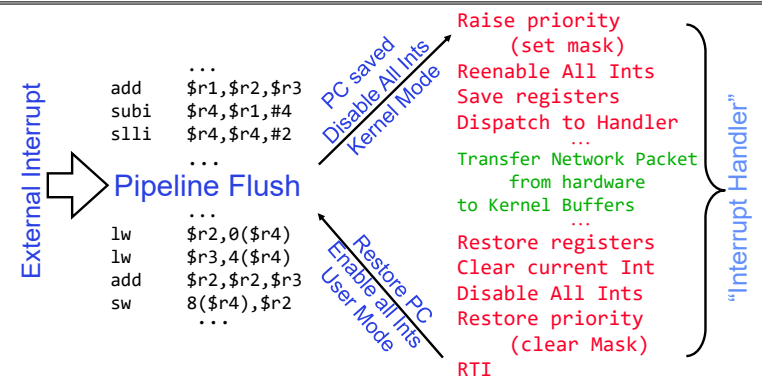 External Interrupt
...
add $r1,$r2,$r3
subi $r4,$r1,#4
slli $r4,$r4,#2
...
Pipeline Flush
...
lw $r2,0($r4)
lw $r3,4($r4)
add $r2,$r2,$r3
sw 8($r4),$r2
...
PC saved
Disable All Ints
Kernel Mode
Raise priority
(set mask)
Reenable All Ints
Save registers
Dispatch to Handler
...
Transfer Network Packet
from hardware
to Kernel Buffers
...
Restore registers
Clear current Int
Disable All Ints
Restore priority
(clear Mask)
RTI
Restore PC
Enable all Ints
User Mode
“Interrupt Handler”